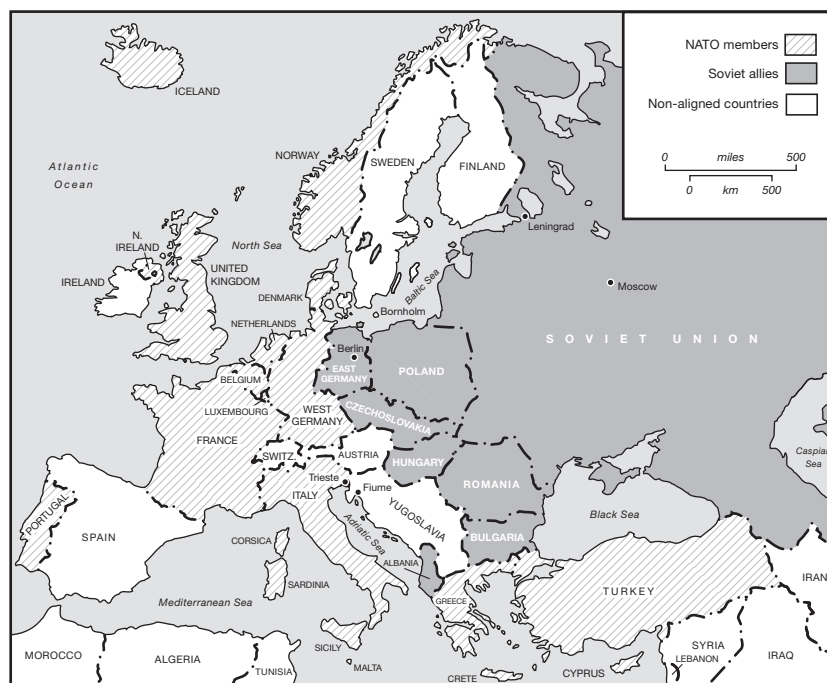 NATO members
Soviet allies
Non-aligned countries
0 miles 500
0 km 500
ICELAND
Atlantic
Ocean
NORWAY
SWEDEN
FINLAND
Leningrad
N.
IRELAND
North Sea
IRELAND
UNITED
KINGDOM
Baltic Sea
Moscow
DENMARK
Bornholm
NETHERLANDS
SOVIET UNION
Berlin
EAST
GERMANY
POLAND
BELGIUM
LUXEMBOURG
WEST
GERMANY
CZECHOSLOVAKIA
FRANCE
SWITZ.
AUSTRIA
HUNGARY
Caspian
Sea
Trieste
Fiume
ITALY
ROMANIA
PORTUGAL
SPAIN
YUGOSLAVIA
Black Sea
Adriatic Sea
BULGARIA
CORSICA
ALBANIA
SARDINIA
IRAN
TURKEY
GREECE
Mediterranean Sea
SICILY
MALTA
MOROCCO
ALGERIA
TUNISIA
CRETE
CYPRUS
SYRIA
LEBANON
IRAQ